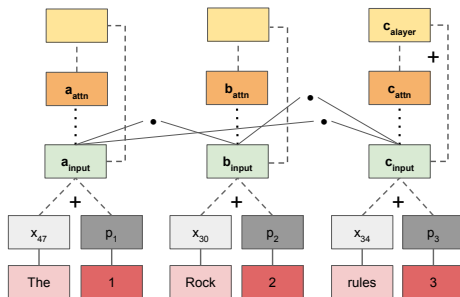 c_alayer
+
a_attn b_attn c_attn
• • •
a_input b_input c_input
+ + +
x_47 p_1 x_30 p_2 x_34 p_3
The 1 Rock 2 rules 3